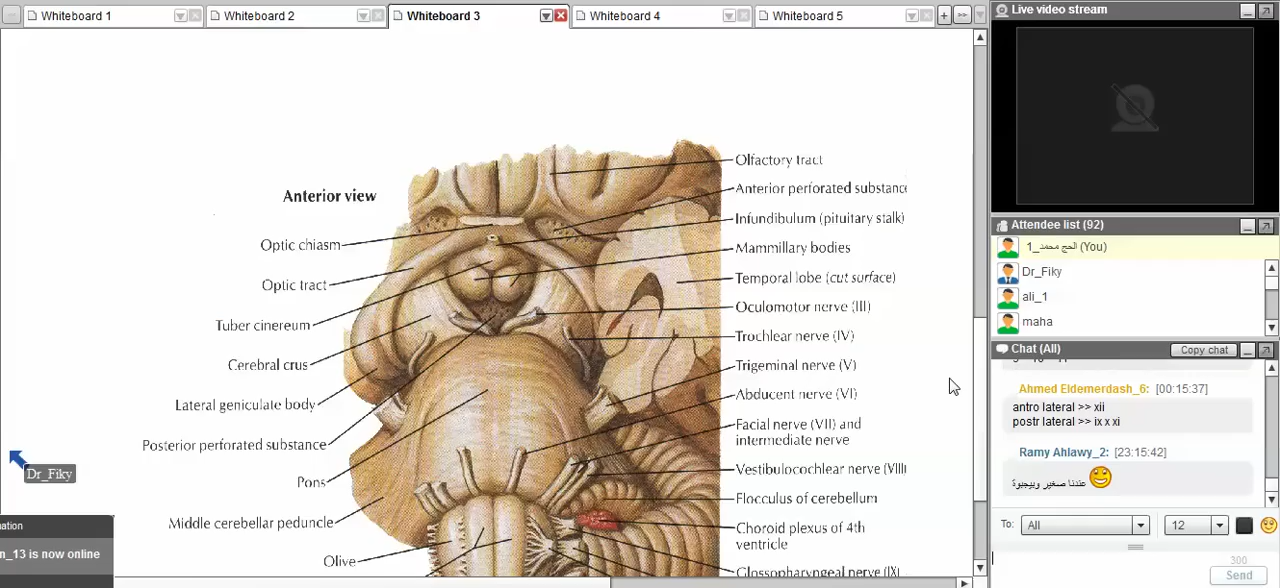 Whiteboard 1
Whiteboard 2
Whiteboard 3
Whiteboard 4
Whiteboard 5
Anterior view
Optic chiasm
Optic tract
Tuber cinereum
Cerebral crus
Lateral geniculate body
Posterior perforated substance
Pons
Middle cerebellar peduncle
Olive
Olfactory tract
Anterior perforated substance
Infundibulum (pituitary stalk)
Mammillary bodies
Temporal lobe (cut surface)
Oculomotor nerve (III)
Trochlear nerve (IV)
Trigeminal nerve (V)
Abducent nerve (VI)
Facial nerve (VII) and
intermediate nerve
Vestibulocochlear nerve (VIII)
Flocculus of cerebellum
Choroid plexus of 4th
ventricle
Glossopharyngeal nerve (IX)
Dr_Fiky
mation
n_13 is now online
Live video stream
Attendee list (92)
الحج محمد_1 (You)
Dr_Fiky
ali_1
maha
Chat (All)
Copy chat
Ahmed Eldemerdash_6: [00:15:37]
antro lateral >> xii
postr lateral >> ix x xi
Ramy Ahlawy_2: [23:15:42]
عندنا صغير وبيجبوة
To: All 12
300
Send